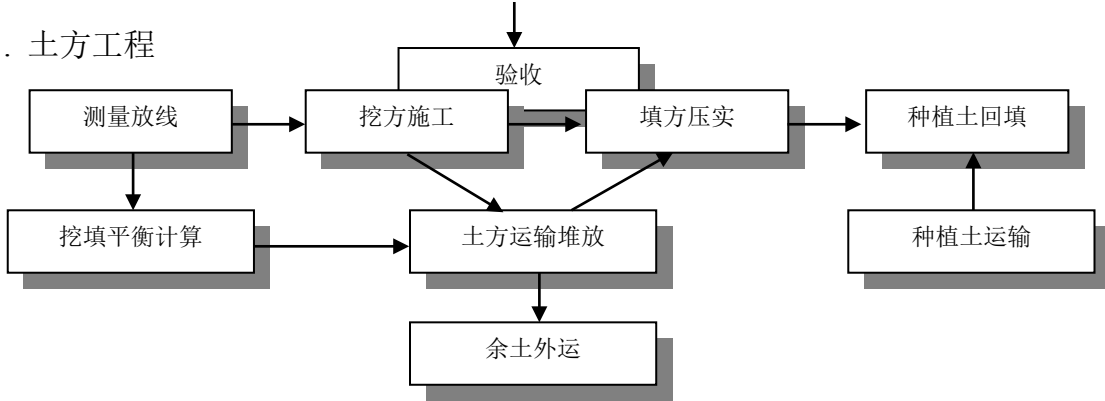 . 土方工程
验收
测量放线
挖方施工
填方压实
种植土回填
挖填平衡计算
土方运输堆放
种植土运输
余土外运